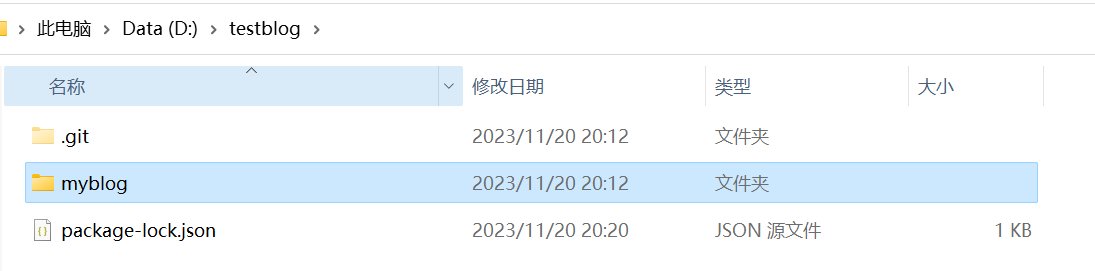 此电脑 > Data (D:) > testblog >
名称 修改日期 类型 大小
.git 2023/11/20 20:12 文件夹
myblog 2023/11/20 20:12 文件夹
package-lock.json 2023/11/20 20:20 JSON 源文件 1 KB